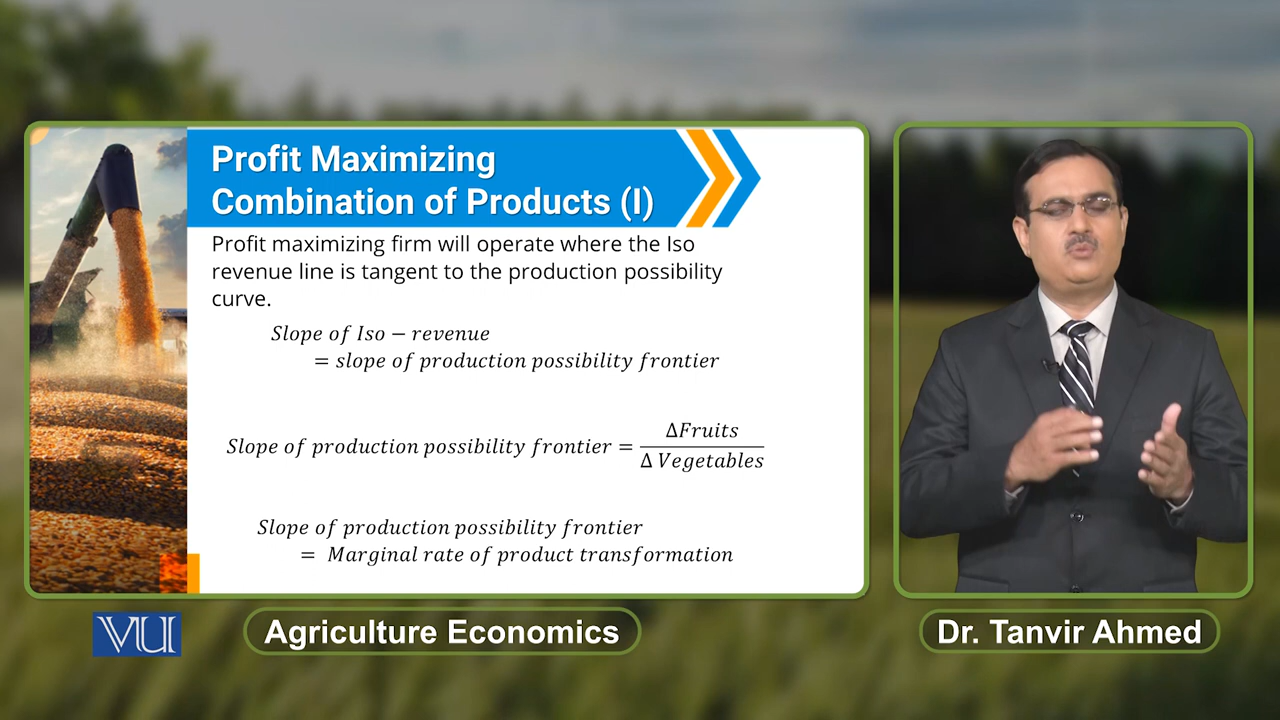 Profit Maximizing
Combination of Products (I)
Profit maximizing firm will operate where the Iso
revenue line is tangent to the production possibility
curve.
Slope of Iso − revenue
= slope of production possibility frontier
Slope of production possibility frontier = ΔFruits / Δ Vegetables
Slope of production possibility frontier
= Marginal rate of product transformation
VU
Agriculture Economics
Dr. Tanvir Ahmed